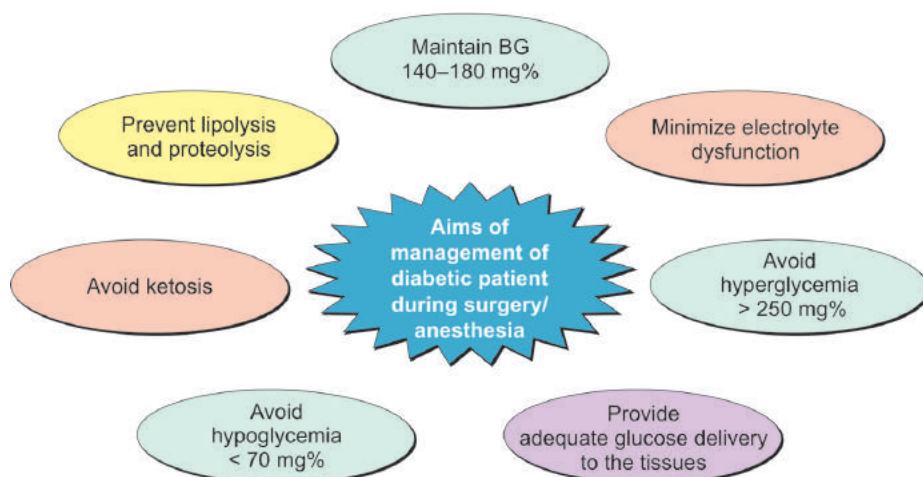 Maintain BG
140–180 mg%
Prevent lipolysis
and proteolysis
Minimize electrolyte
dysfunction
Aims of
management of
diabetic patient
during surgery/
anesthesia
Avoid ketosis
Avoid
hyperglycemia
> 250 mg%
Avoid
hypoglycemia
< 70 mg%
Provide
adequate glucose delivery
to the tissues